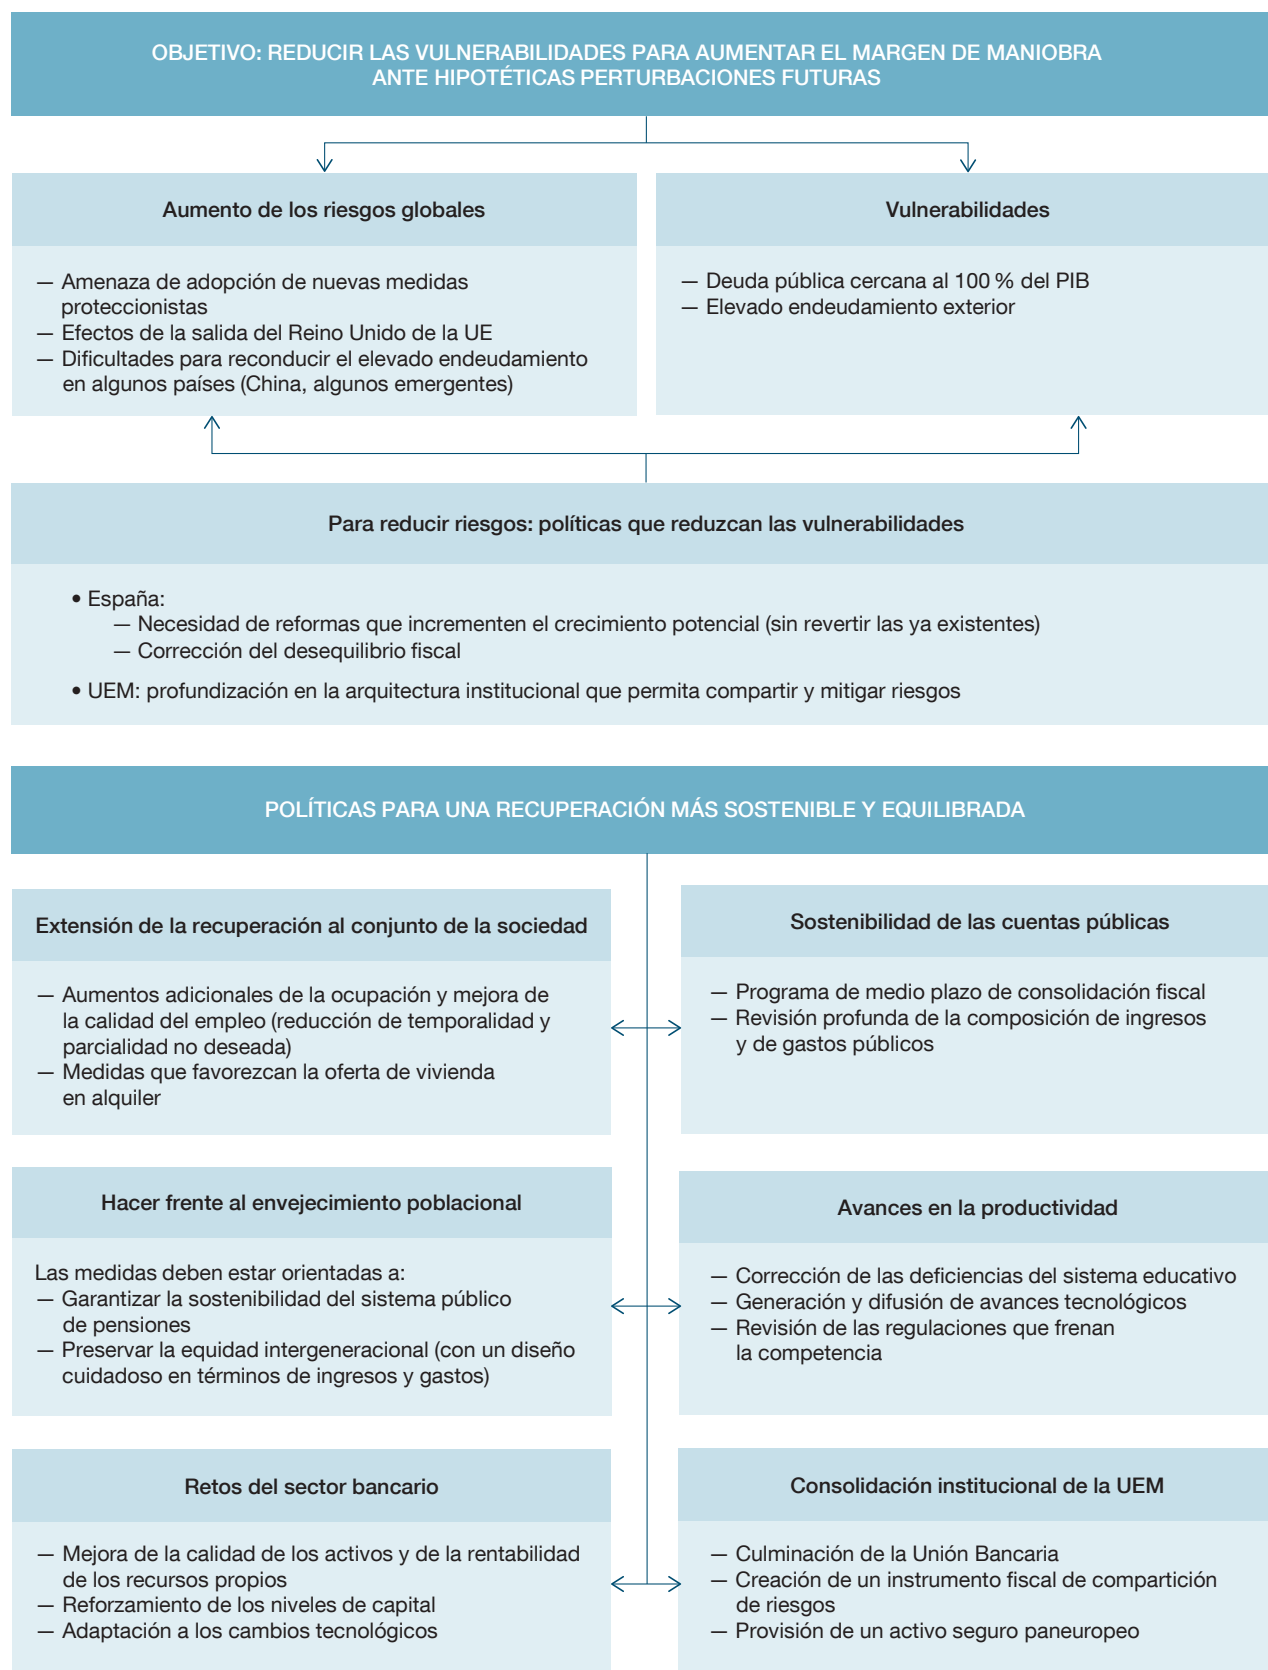 OBJETIVO: REDUCIR LAS VULNERABILIDADES PARA AUMENTAR EL MARGEN DE MANIOBRA
ANTE HIPOTÉTICAS PERTURBACIONES FUTURAS
Aumento de los riesgos globales
— Amenaza de adopción de nuevas medidas
proteccionistas
— Efectos de la salida del Reino Unido de la UE
— Dificultades para reconducir el elevado endeudamiento
en algunos países (China, algunos emergentes)
Vulnerabilidades
— Deuda pública cercana al 100 % del PIB
— Elevado endeudamiento exterior
Para reducir riesgos: políticas que reduzcan las vulnerabilidades
• España:
— Necesidad de reformas que incrementen el crecimiento potencial (sin revertir las ya existentes)
— Corrección del desequilibrio fiscal
• UEM: profundización en la arquitectura institucional que permita compartir y mitigar riesgos
POLÍTICAS PARA UNA RECUPERACIÓN MÁS SOSTENIBLE Y EQUILIBRADA
Extensión de la recuperación al conjunto de la sociedad
— Aumentos adicionales de la ocupación y mejora de
la calidad del empleo (reducción de temporalidad y
parcialidad no deseada)
— Medidas que favorezcan la oferta de vivienda
en alquiler
Sostenibilidad de las cuentas públicas
— Programa de medio plazo de consolidación fiscal
— Revisión profunda de la composición de ingresos
y de gastos públicos
Hacer frente al envejecimiento poblacional
Las medidas deben estar orientadas a:
— Garantizar la sostenibilidad del sistema público
de pensiones
— Preservar la equidad intergeneracional (con un diseño
cuidadoso en términos de ingresos y gastos)
Avances en la productividad
— Corrección de las deficiencias del sistema educativo
— Generación y difusión de avances tecnológicos
— Revisión de las regulaciones que frenan
la competencia
Retos del sector bancario
— Mejora de la calidad de los activos y de la rentabilidad
de los recursos propios
— Reforzamiento de los niveles de capital
— Adaptación a los cambios tecnológicos
Consolidación institucional de la UEM
— Culminación de la Unión Bancaria
— Creación de un instrumento fiscal de compartición
de riesgos
— Provisión de un activo seguro paneuropeo